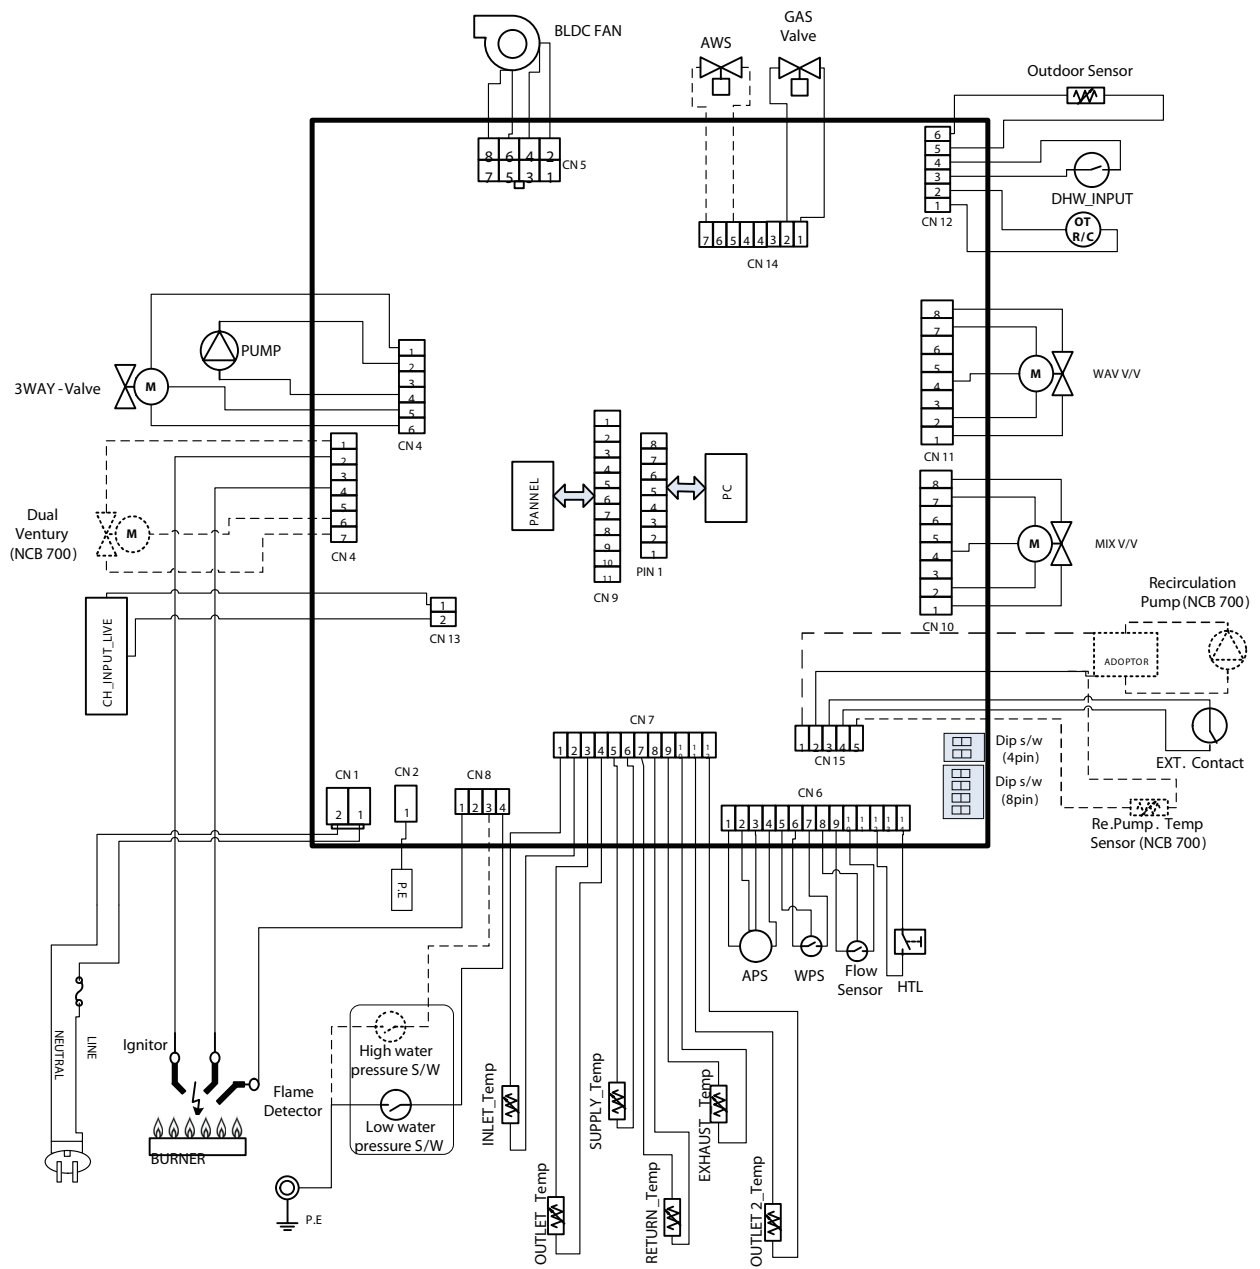 BLDC FAN
AWS
GAS
Valve
Outdoor Sensor
8 6 4 2
7 5 3 1
CN 5
6
5
4
3
2
1
CN 12
DHW_INPUT
OT
R/C
7 6 5 4 4 3 2 1
CN 14
PUMP
3WAY - Valve
M
1
2
3
4
5
6
CN 4
8
7
6
5
4
3
2
1
CN 11
M
WAV V/V
1
2
3
4
5
6
7
CN 4
Dual
Ventury
(NCB 700)
M
PANNEL
1
2
3
4
5
6
7
8
9
10
11
CN 9
8
7
6
5
4
3
2
1
PIN 1
PC
8
7
6
5
4
3
2
1
CN 10
M
MIX V/V
CH_INPUT_LIVE
1
2
CN 13
Recirculation
Pump (NCB 700)
ADOPTOR
1 2 3 4 5
CN 15
EXT. Contact
Dip s/w
(4pin)
Dip s/w
(8pin)
Re.Pump . Temp
Sensor (NCB 700)
CN 7
1 2 3 4 5 6 7 8 9
CN 1
2 1
CN 2
1
P.E
CN 8
1 2 3 4
CN 6
1 2 3 4 5 6 7 8 9
APS
WPS
Flow
Sensor
HTL
NEUTRAL
LINE
Ignitor
Flame
Detector
BURNER
High water
pressure S/W
Low water
pressure S/W
P.E
INLET_Temp
OUTLET_Temp
SUPPLY_Temp
RETURN_Temp
EXHAUST_Temp
OUTLET 2_Temp